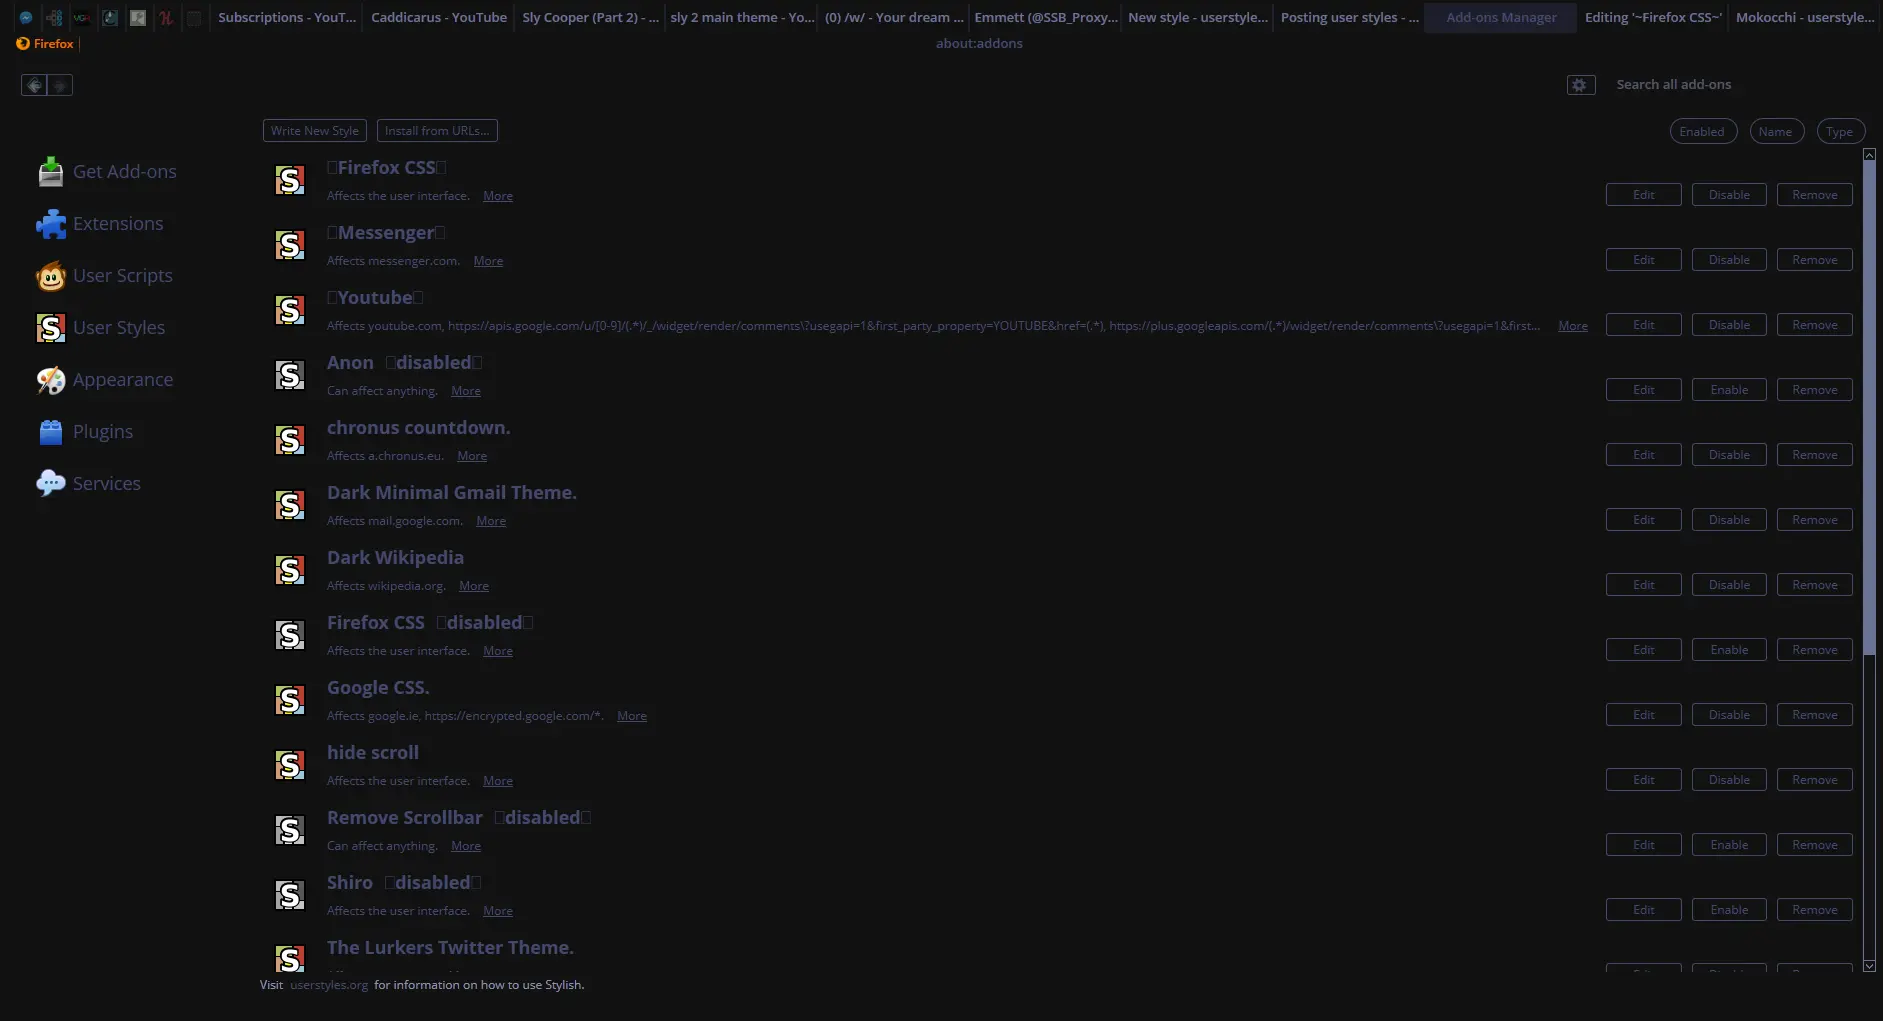 Subscriptions - YouT... Caddicarus - YouTube Sly Cooper (Part 2) - ... sly 2 main theme - Yo... (0) /w/ - Your dream ... Emmett (@SSB_Proxy... New style - userstyle... Posting user styles - ... Add-ons Manager Editing '~Firefox CSS~' Mokocchi - userstyle...
Firefox
about:addons
Search all add-ons
Write New Style Install from URLs... Enabled Name Type
Get Add-ons
Extensions
User Scripts
User Styles
Appearance
Plugins
Services
Firefox CSS
Affects the user interface. More Edit Disable Remove
Messenger
Affects messenger.com. More Edit Disable Remove
Youtube
Affects youtube.com, https://apis.google.com/u/[0-9]/(.*)/_/widget/render/comments\?usegapi=1&first_party_property=YOUTUBE&href=(.*), https://plus.googleapis.com/(.*)/widget/render/comments\?usegapi=1&first... More Edit Disable Remove
Anon disabled
Can affect anything. More Edit Enable Remove
chronus countdown.
Affects a.chronus.eu. More Edit Disable Remove
Dark Minimal Gmail Theme.
Affects mail.google.com. More Edit Disable Remove
Dark Wikipedia
Affects wikipedia.org. More Edit Disable Remove
Firefox CSS disabled
Affects the user interface. More Edit Enable Remove
Google CSS.
Affects google.ie, https://encrypted.google.com/*. More Edit Disable Remove
hide scroll
Affects the user interface. More Edit Disable Remove
Remove Scrollbar disabled
Can affect anything. More Edit Enable Remove
Shiro disabled
Affects the user interface. More Edit Enable Remove
The Lurkers Twitter Theme.
Visit userstyles.org for information on how to use Stylish.